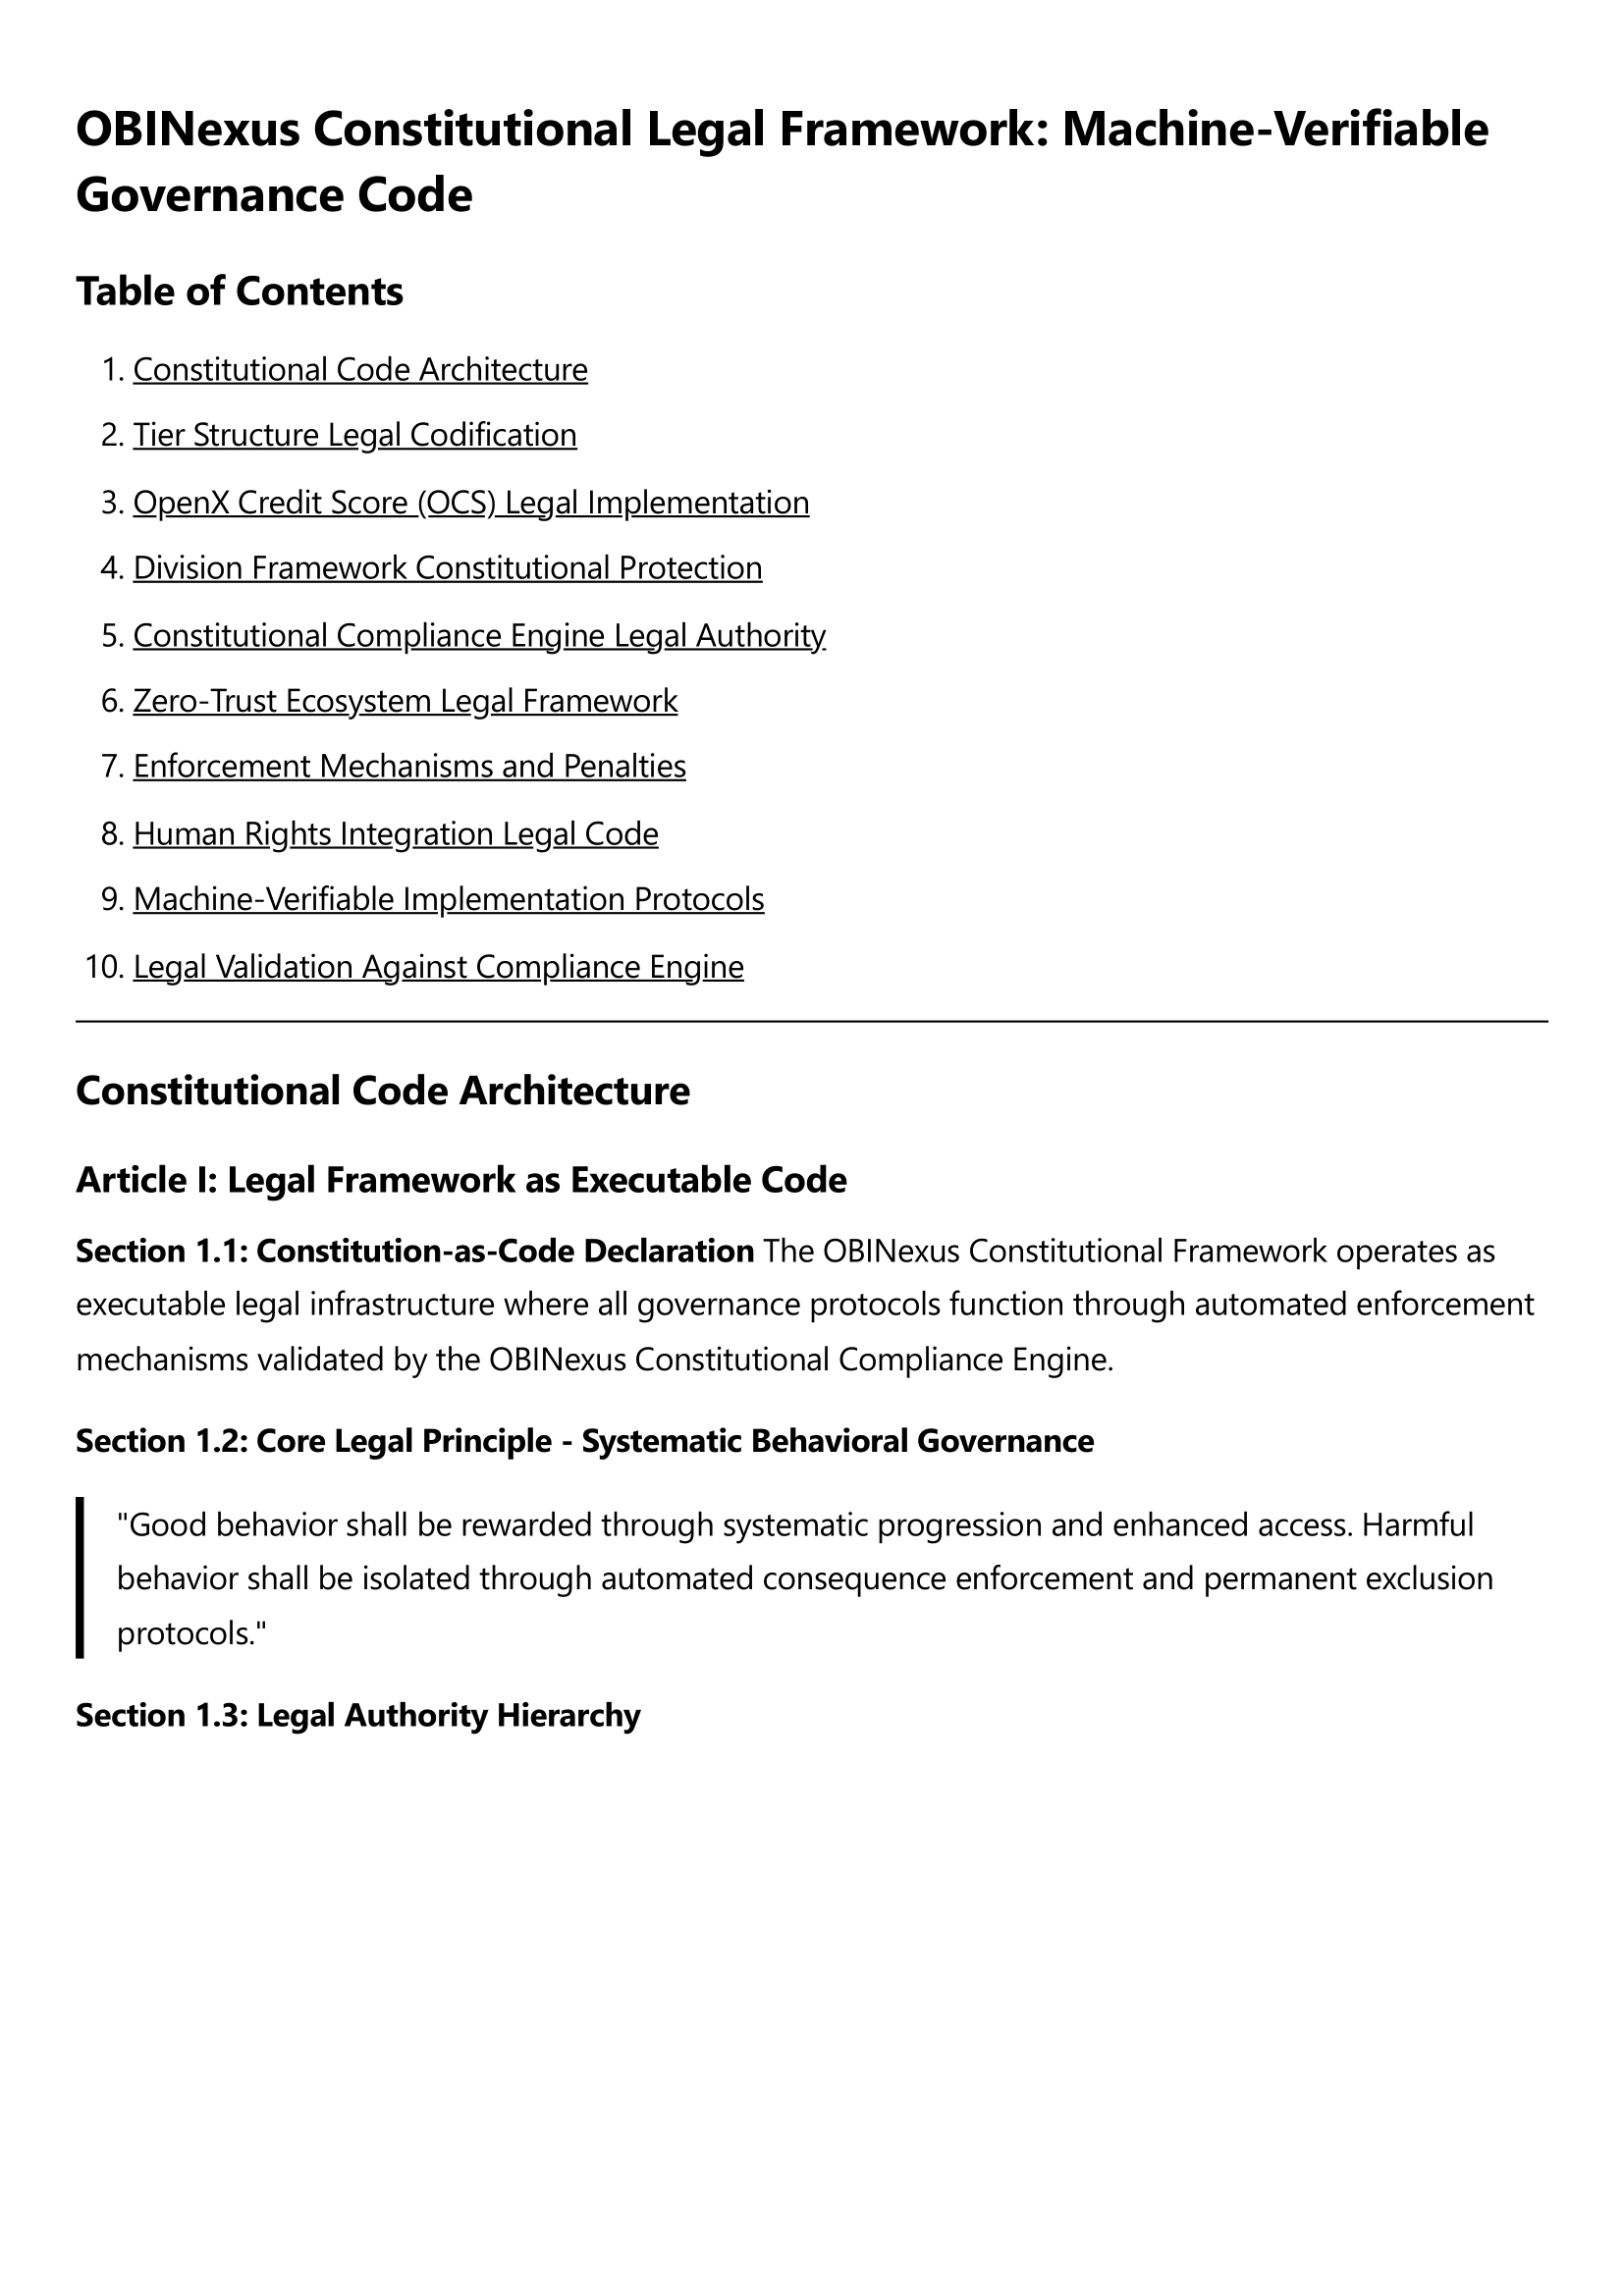 OBINexus Constitutional Legal Framework: Machine-Verifiable
Governance Code
Table of Contents
1. Constitutional Code Architecture
2. Tier Structure Legal Codification
3. OpenX Credit Score (OCS) Legal Implementation
4. Division Framework Constitutional Protection
5. Constitutional Compliance Engine Legal Authority
6. Zero-Trust Ecosystem Legal Framework
7. Enforcement Mechanisms and Penalties
8. Human Rights Integration Legal Code
9. Machine-Verifiable Implementation Protocols
10. Legal Validation Against Compliance Engine
Constitutional Code Architecture
Article I: Legal Framework as Executable Code
Section 1.1: Constitution-as-Code Declaration The OBINexus Constitutional Framework operates as
executable legal infrastructure where all governance protocols function through automated enforcement
mechanisms validated by the OBINexus Constitutional Compliance Engine.
Section 1.2: Core Legal Principle - Systematic Behavioral Governance
"Good behavior shall be rewarded through systematic progression and enhanced access. Harmful
behavior shall be isolated through automated consequence enforcement and permanent exclusion
protocols."
Section 1.3: Legal Authority Hierarchy